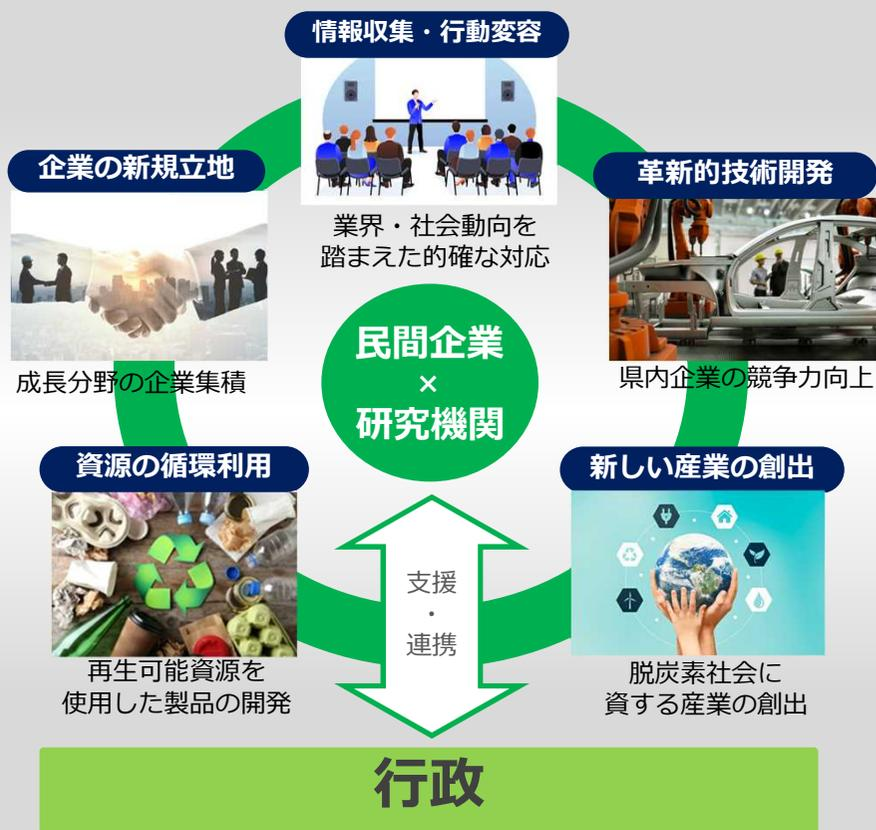 情報収集・行動変容
業界・社会動向を
踏まえた的確な対応
企業の新規立地
成長分野の企業集積
革新的技術開発
県内企業の競争力向上
民間企業
×
研究機関
資源の循環利用
再生可能資源を
使用した製品の開発
新しい産業の創出
脱炭素社会に
資する産業の創出
支援
・
連携
行政